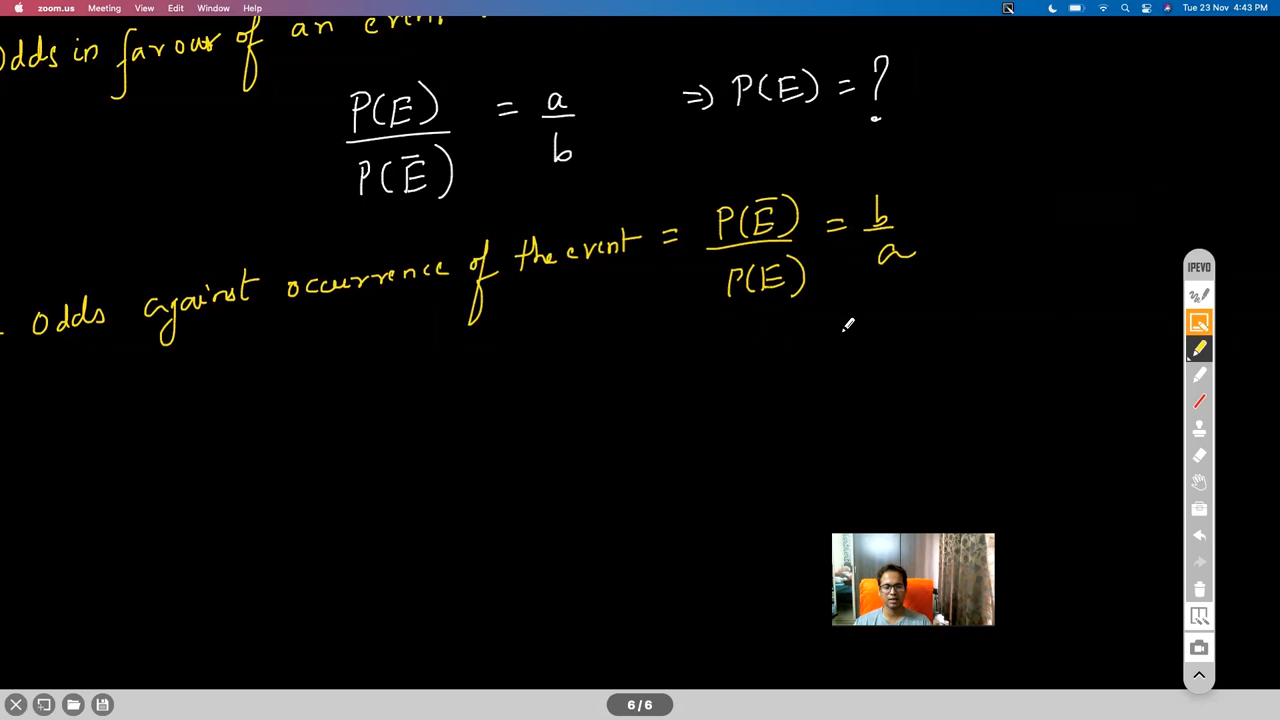 zoom.us Meeting View Edit Window Help Tue 23 Nov 4:43 PM
Odds in favour of an event
P(E) / P(Ē) = a / b ⇒ P(E) = ?
Odds against occurrence of the event = P(Ē) / P(E) = b / a
IPEVO
6 / 6